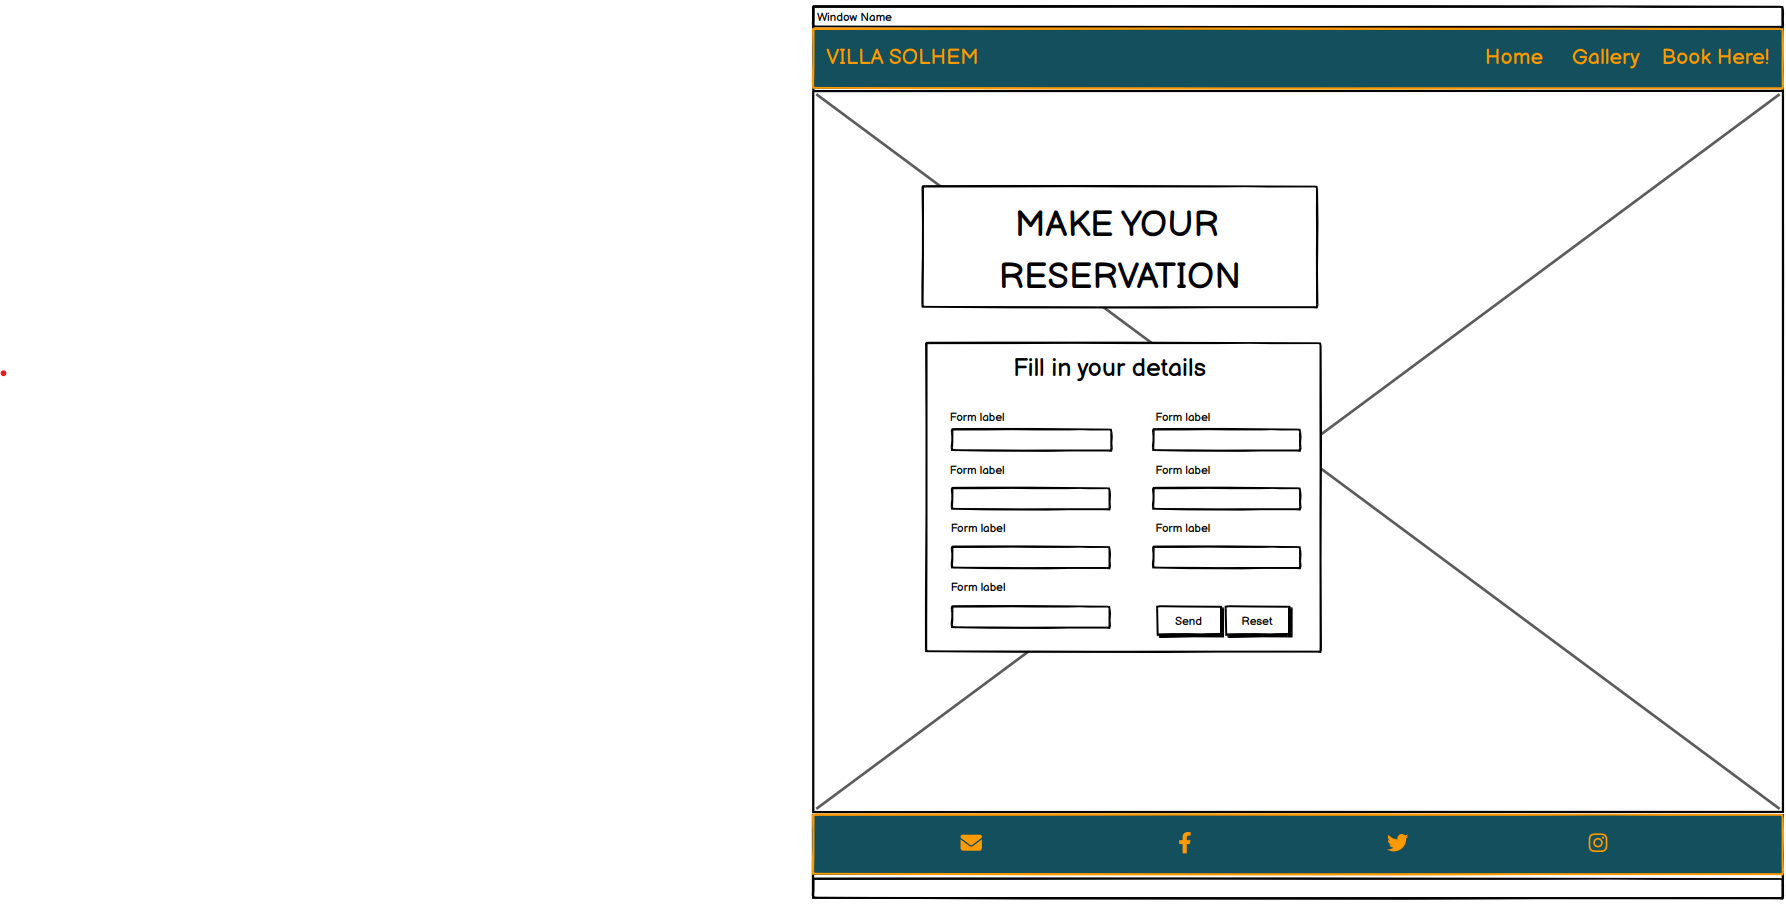 Window Name
VILLA SOLHEM
Home Gallery Book Here!
MAKE YOUR
RESERVATION
Fill in your details
Form label Form label
Form label Form label
Form label Form label
Form label
Send Reset